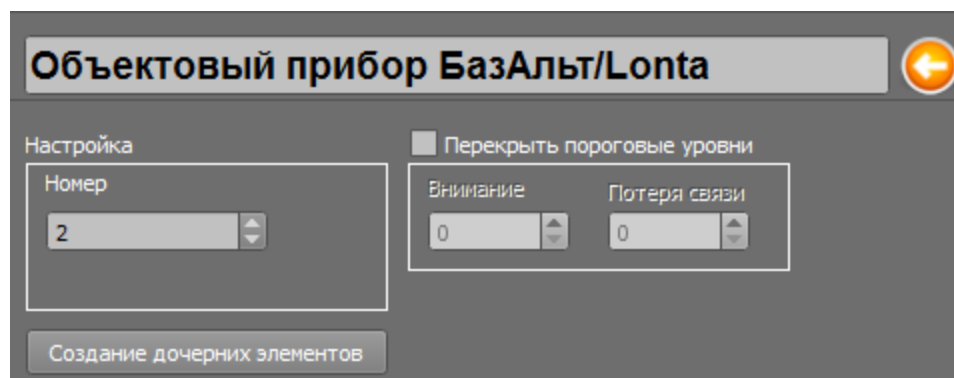 Объектовый прибор БазАльт/Lonta
Настройка
Номер
2
Перекрыть пороговые уровни
Внимание Потеря связи
0 0
Создание дочерних элементов